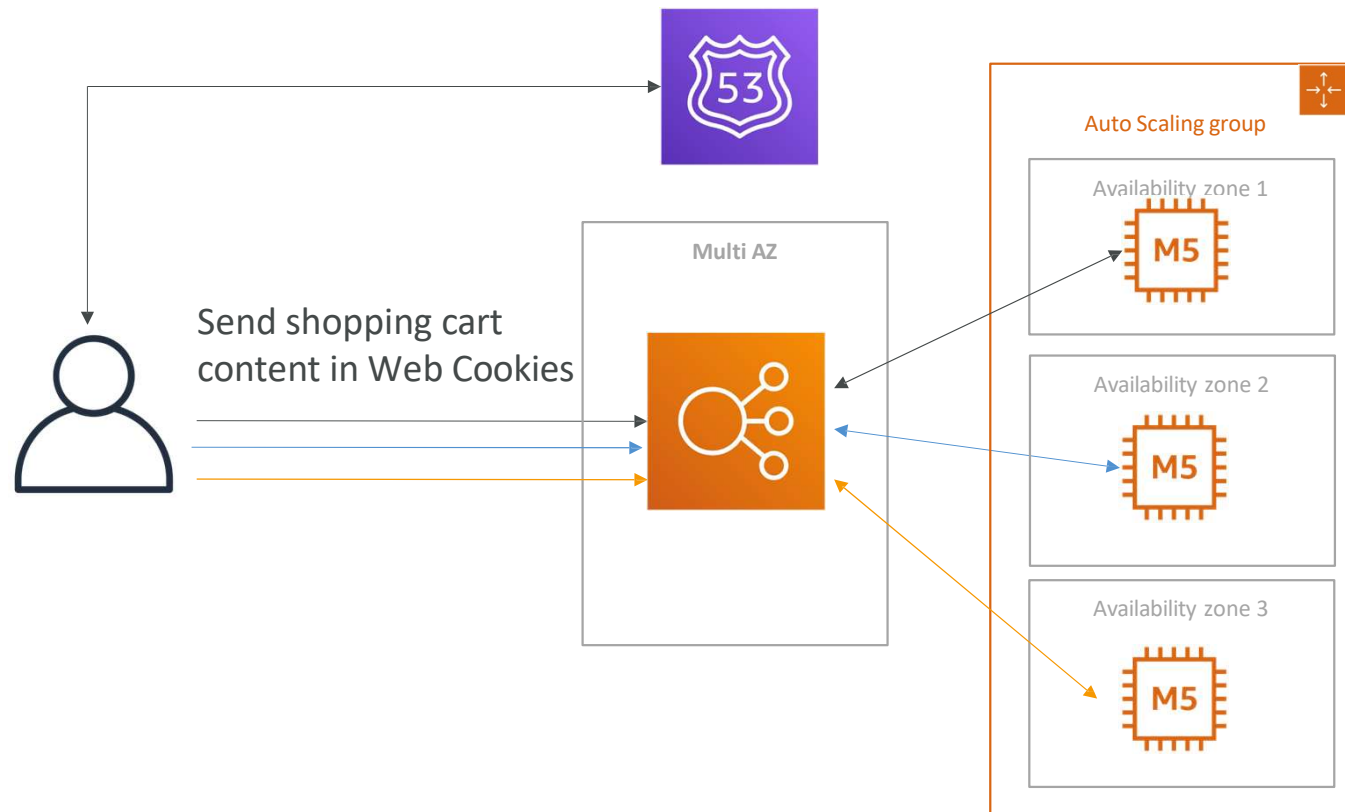 53
Auto Scaling group
Availability zone 1
M5
Multi AZ
Send shopping cart
content in Web Cookies
Availability zone 2
M5
Availability zone 3
M5